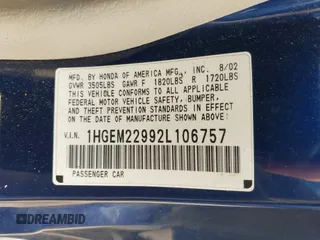 MFD. BY HONDA OF AMERICA MFG., INC. 8/02
GVWR 3505LBS GAWR F 1820LBS R 1720LBS
THIS VEHICLE CONFORMS TO ALL APPLICABLE
FEDERAL MOTOR VEHICLE SAFETY, BUMPER,
AND THEFT PREVENTION STANDARDS IN EFFECT
ON THE DATE OF MANUFACTURE SHOWN ABOVE.
V.I.N. 1HGEM22992L106757
PASSENGER CAR
DREAMBID